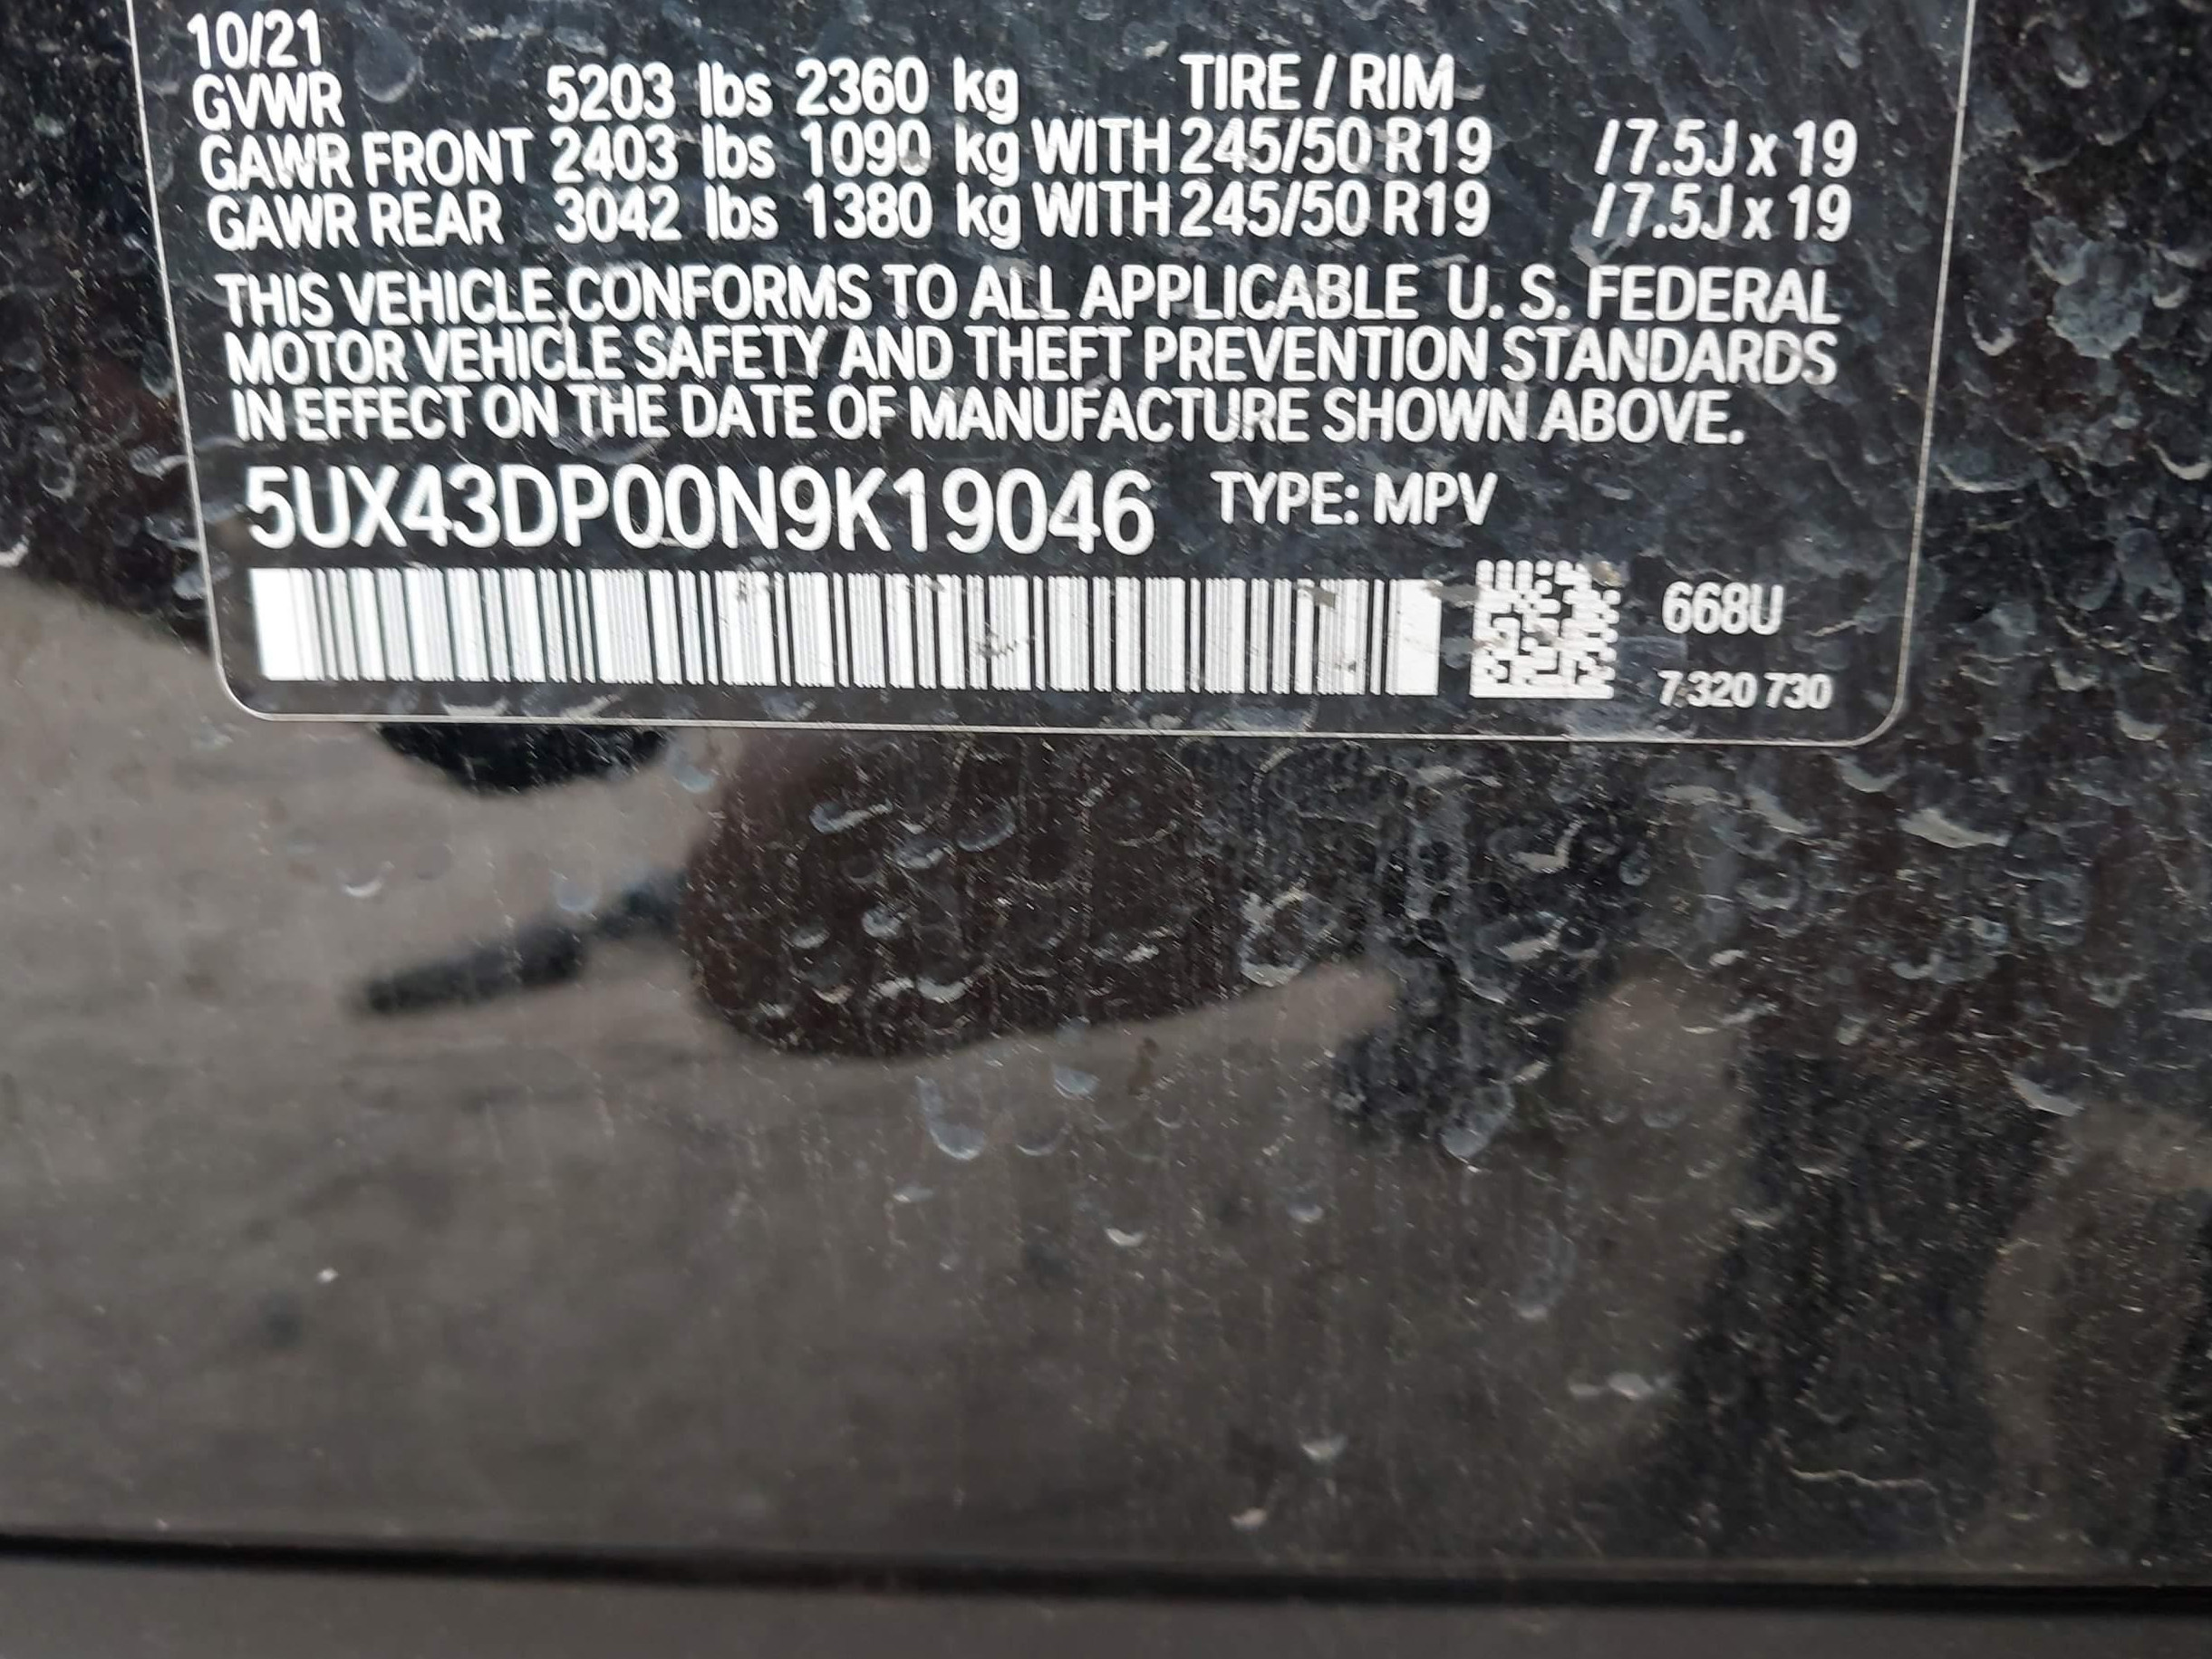 10/21
GVWR 5203 lbs 2360 kg TIRE / RIM
GAWR FRONT 2403 lbs 1090 kg WITH 245/50 R19 / 7.5J x 19
GAWR REAR 3042 lbs 1380 kg WITH 245/50 R19 / 7.5J x 19
THIS VEHICLE CONFORMS TO ALL APPLICABLE U. S. FEDERAL
MOTOR VEHICLE SAFETY AND THEFT PREVENTION STANDARDS
IN EFFECT ON THE DATE OF MANUFACTURE SHOWN ABOVE.
5UX43DP00N9K19046 TYPE: MPV
668U
7 320 730